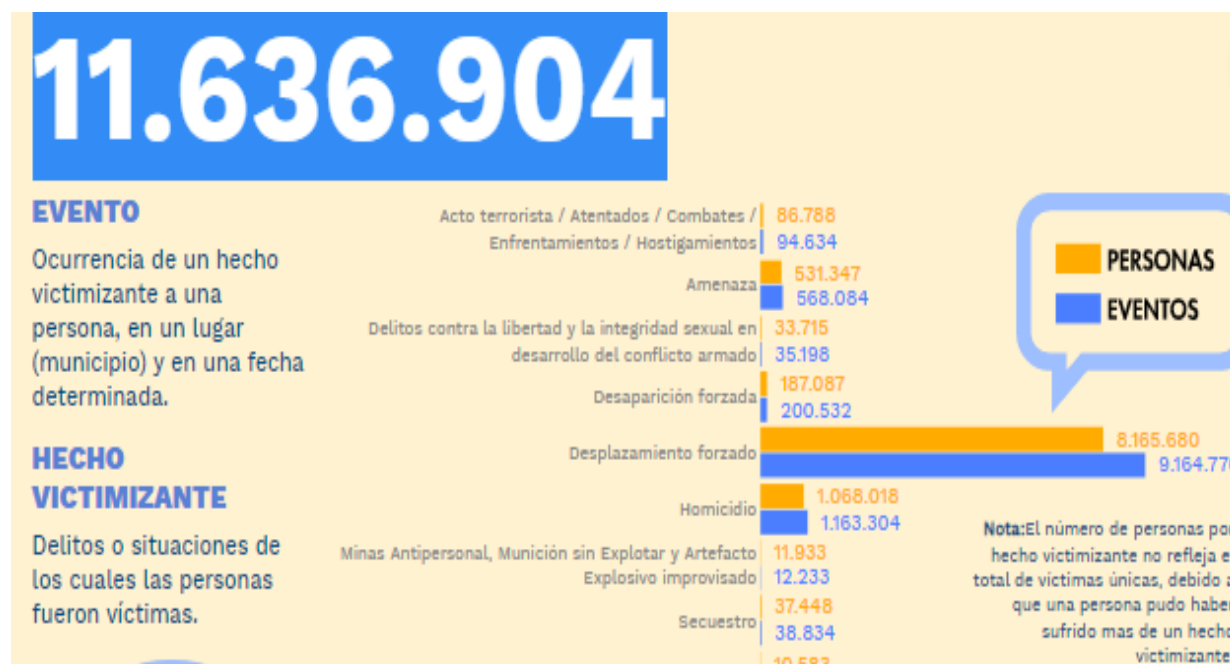 11.636.904
EVENTO
Ocurrencia de un hecho
victimizante a una
persona, en un lugar
(municipio) y en una fecha
determinada.
HECHO
VICTIMIZANTE
Delitos o situaciones de
los cuales las personas
fueron víctimas.
Acto terrorista / Atentados / Combates / 86.788
Enfrentamientos / Hostigamientos 94.634
531.347
Amenaza
568.084
Delitos contra la libertad y la integridad sexual en 33.715
desarrollo del conflicto armado 35.198
187.087
Desaparición forzada
200.532
8.165.680
Desplazamiento forzado
9.164.77
1.068.018
Homicidio
1.163.304
Minas Antipersonal, Munición sin Explotar y Artefacto 11.933
Explosivo improvisado 12.233
37.448
Secuestro
38.834
10.583
PERSONAS
EVENTOS
Nota:El número de personas por
hecho victimizante no refleja e
total de víctimas únicas, debido a
que una persona pudo haber
sufrido mas de un hecho
victimizante